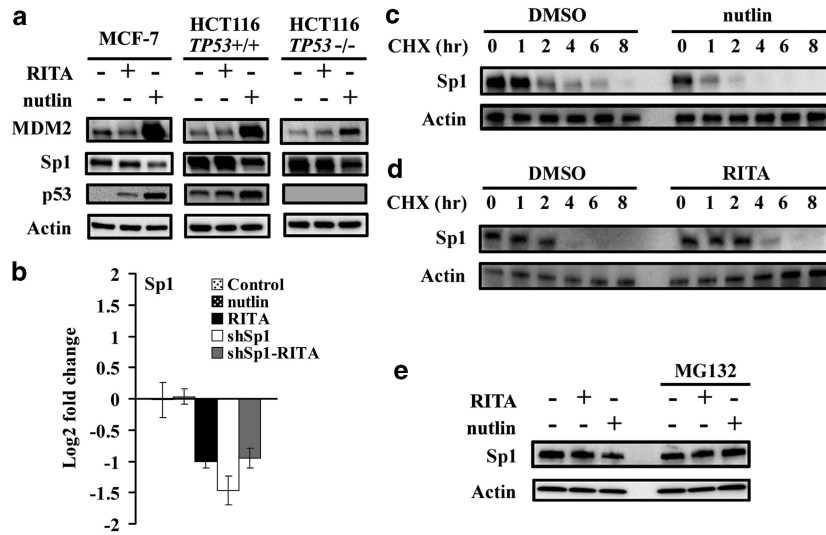 a
MCF-7 HCT116 TP53+/+ HCT116 TP53 -/-
RITA - + - - + - - + -
nutlin - - + - - + - - +
MDM2
Sp1
p53
Actin
b
Sp1
Control
nutlin
RITA
shSp1
shSp1-RITA
Log2 fold change
2
1.5
1
0.5
0
-0.5
-1
-1.5
-2
c
DMSO nutlin
CHX (hr) 0 1 2 4 6 8 0 1 2 4 6 8
Sp1
Actin
d
DMSO RITA
CHX (hr) 0 1 2 4 6 8 0 1 2 4 6 8
Sp1
Actin
e
MG132
RITA - + - - + -
nutlin - - + - - +
Sp1
Actin